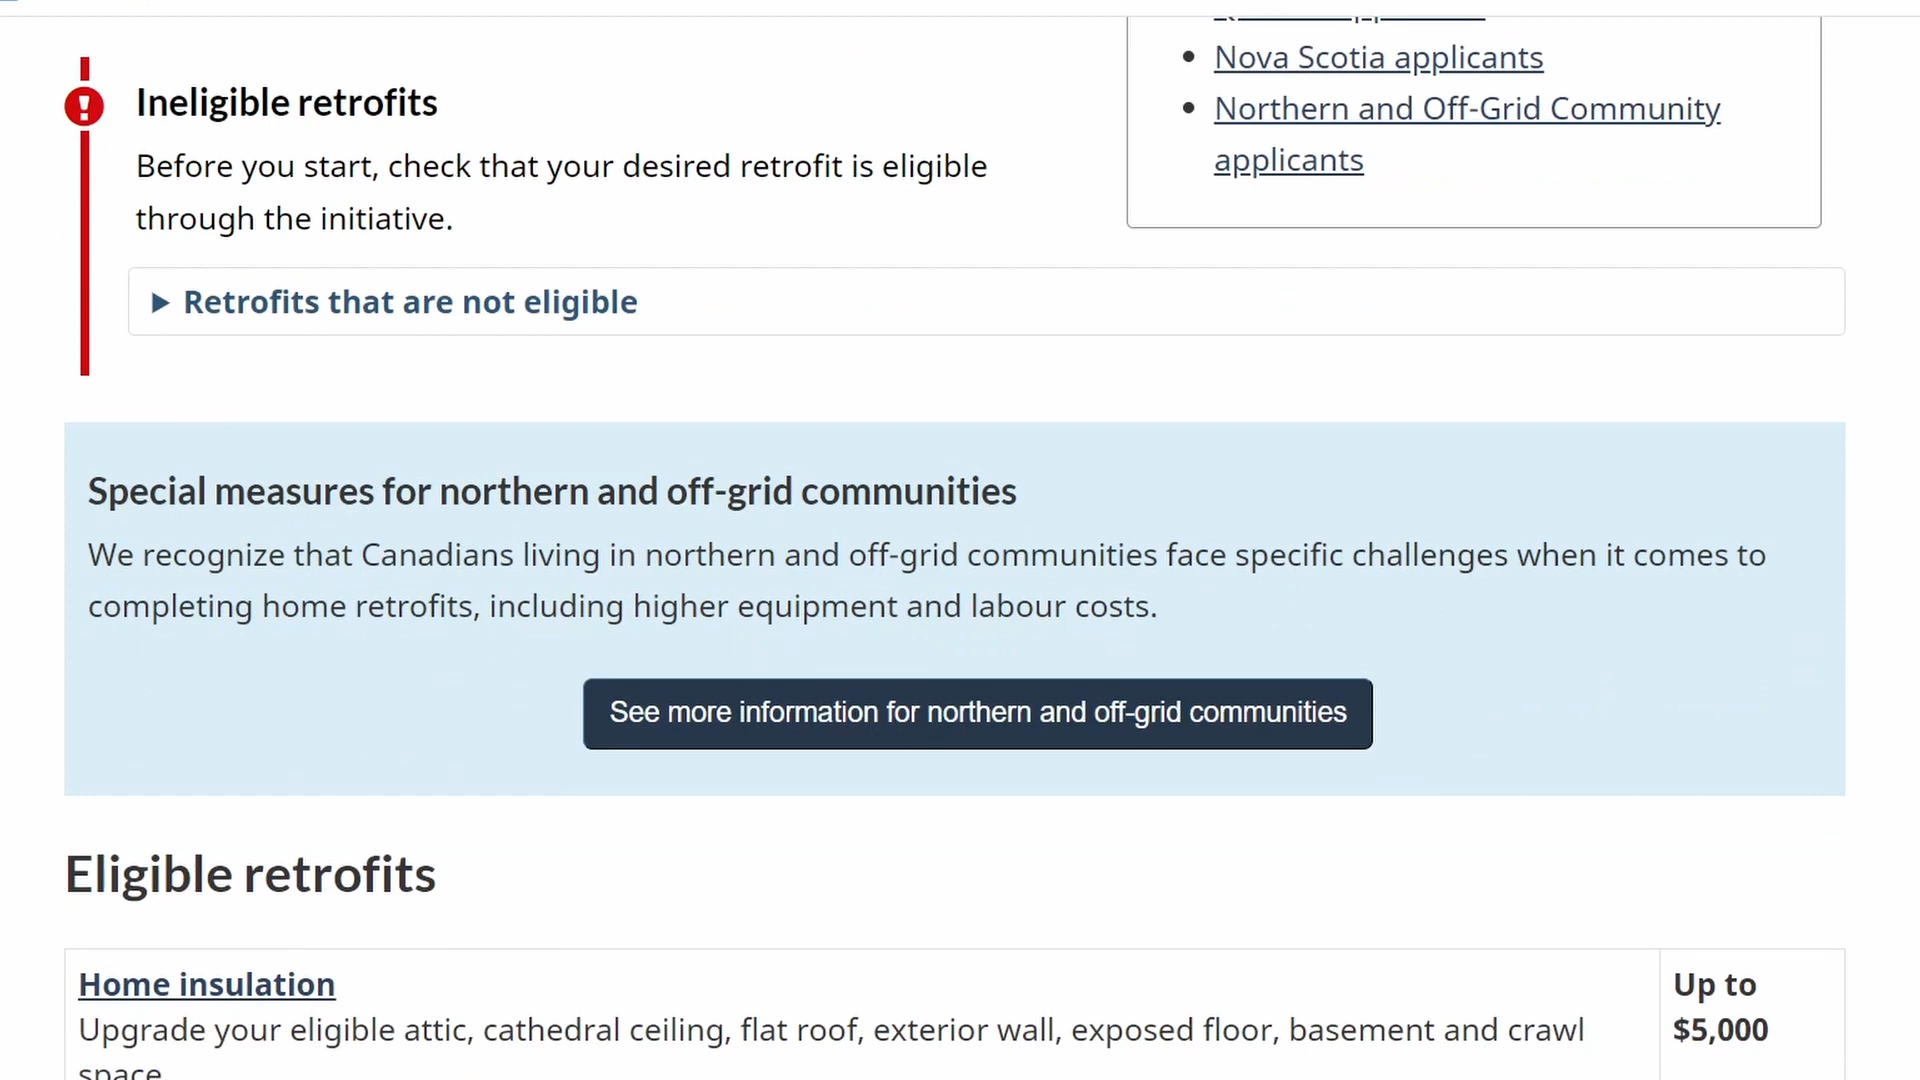 Nova Scotia applicants
Northern and Off-Grid Community
applicants
Ineligible retrofits
Before you start, check that your desired retrofit is eligible
through the initiative.
Retrofits that are not eligible
Special measures for northern and off-grid communities
We recognize that Canadians living in northern and off-grid communities face specific challenges when it comes to
completing home retrofits, including higher equipment and labour costs.
See more information for northern and off-grid communities
Eligible retrofits
Home insulation
Upgrade your eligible attic, cathedral ceiling, flat roof, exterior wall, exposed floor, basement and crawl
space
Up to
$5,000